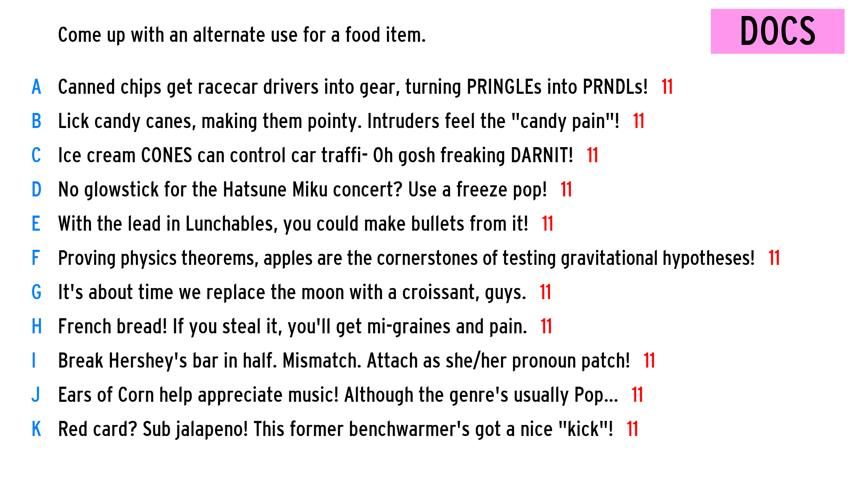 Come up with an alternate use for a food item.
DOCS
A Canned chips get racecar drivers into gear, turning PRINGLEs into PRNDLs! 11
B Lick candy canes, making them pointy. Intruders feel the "candy pain"! 11
C Ice cream CONES can control car traffi- Oh gosh freaking DARNIT! 11
D No glowstick for the Hatsune Miku concert? Use a freeze pop! 11
E With the lead in Lunchables, you could make bullets from it! 11
F Proving physics theorems, apples are the cornerstones of testing gravitational hypotheses! 11
G It's about time we replace the moon with a croissant, guys. 11
H French bread! If you steal it, you'll get mi-graines and pain. 11
I Break Hershey's bar in half. Mismatch. Attach as she/her pronoun patch! 11
J Ears of Corn help appreciate music! Although the genre's usually Pop... 11
K Red card? Sub jalapeno! This former benchwarmer's got a nice "kick"! 11